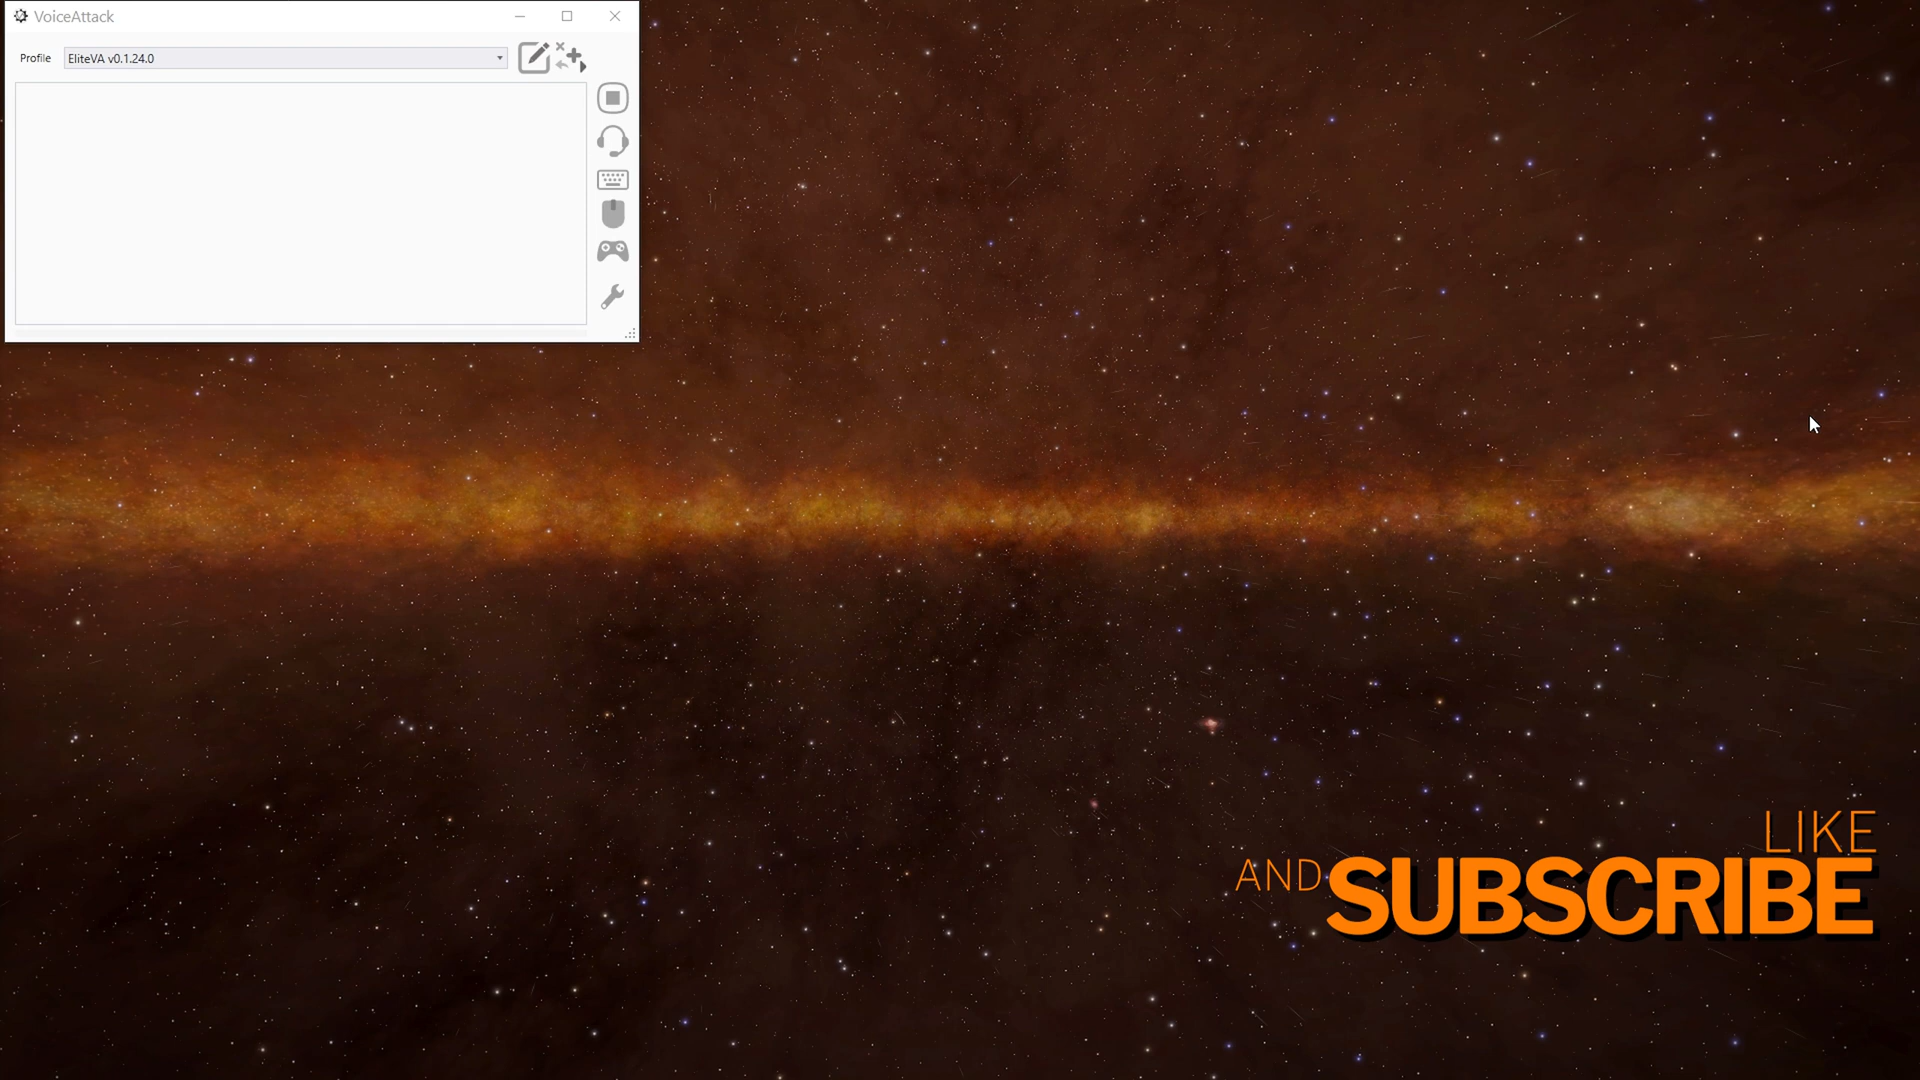 VoiceAttack
Profile
EliteVA v0.1.24.0
LIKE
AND SUBSCRIBE